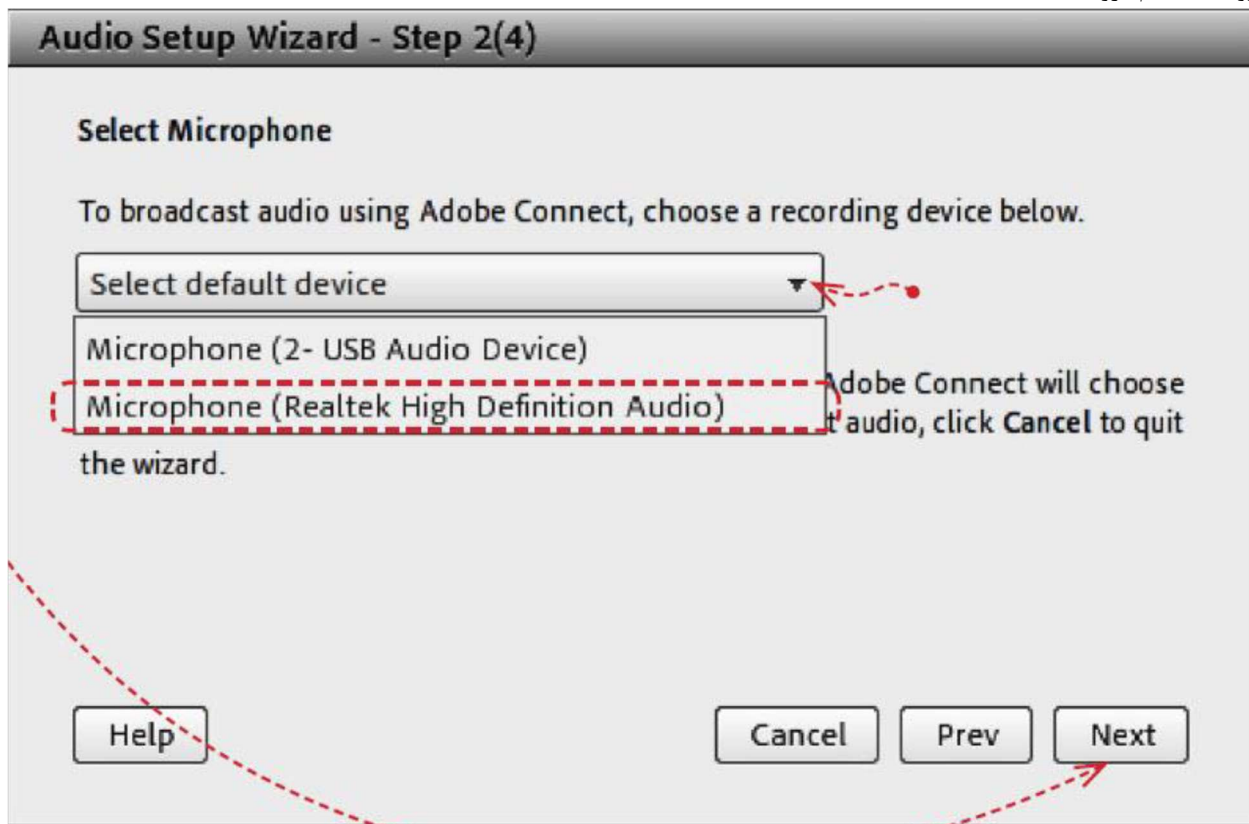 Audio Setup Wizard - Step 2(4)
Select Microphone
To broadcast audio using Adobe Connect, choose a recording device below.
Select default device
Microphone (2- USB Audio Device)
Microphone (Realtek High Definition Audio)
Adobe Connect will choose
audio, click Cancel to quit
the wizard.
Help
Cancel
Prev
Next